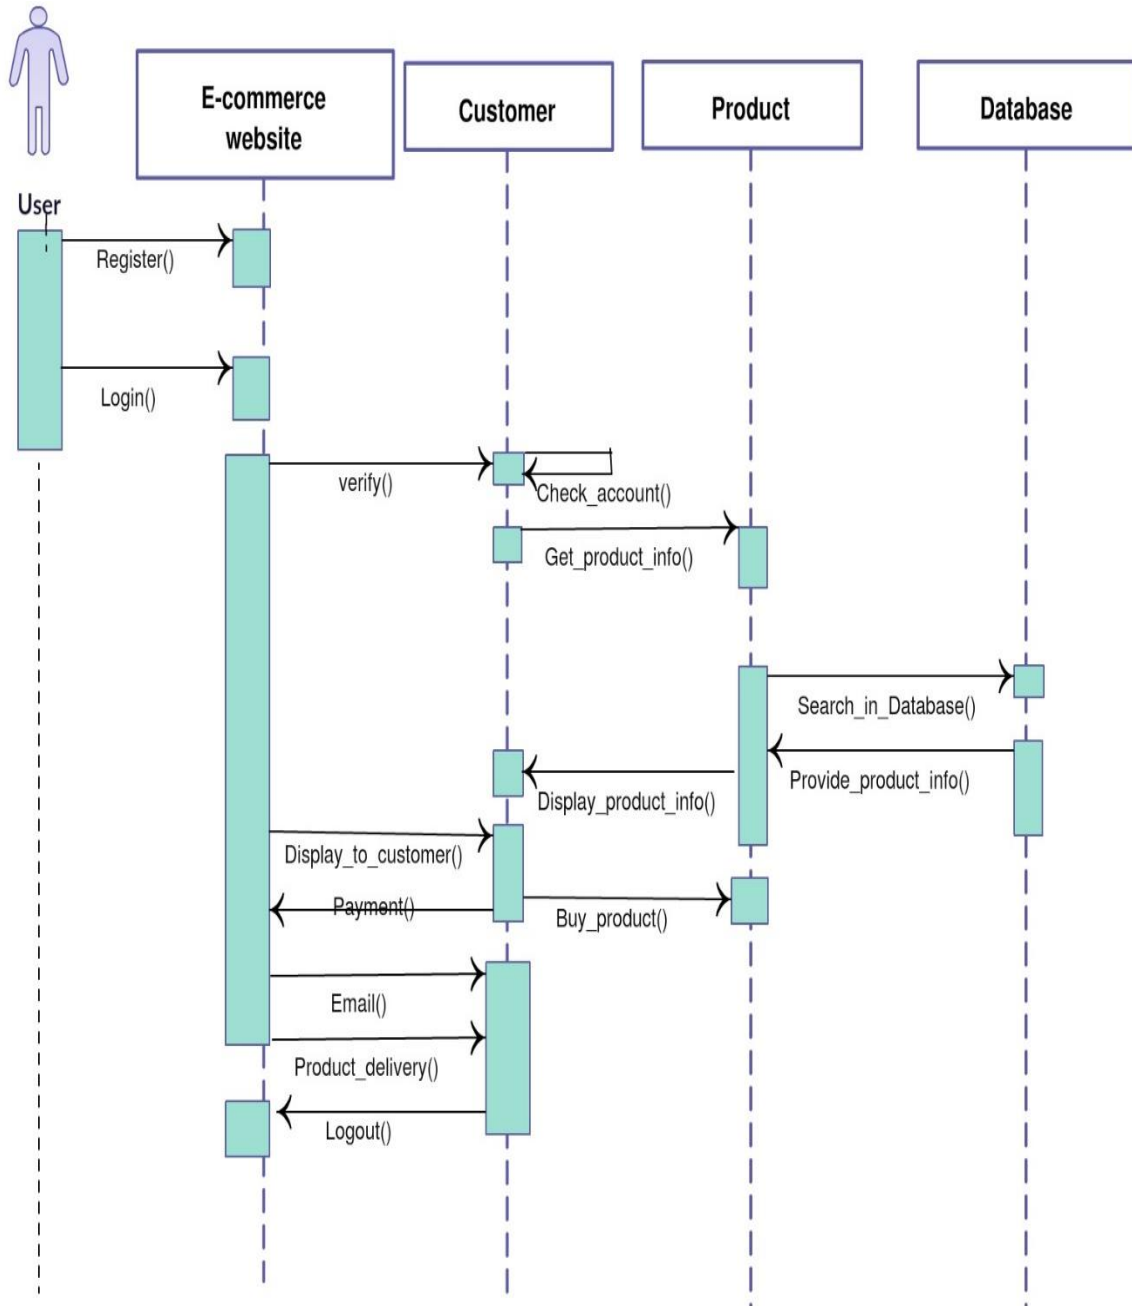 E-commerce
website
Customer
Product
Database
User
Register()
Login()
verify()
Check_account()
Get_product_info()
Search_in_Database()
Provide_product_info()
Display_product_info()
Display_to_customer()
Payment()
Buy_product()
Email()
Product_delivery()
Logout()